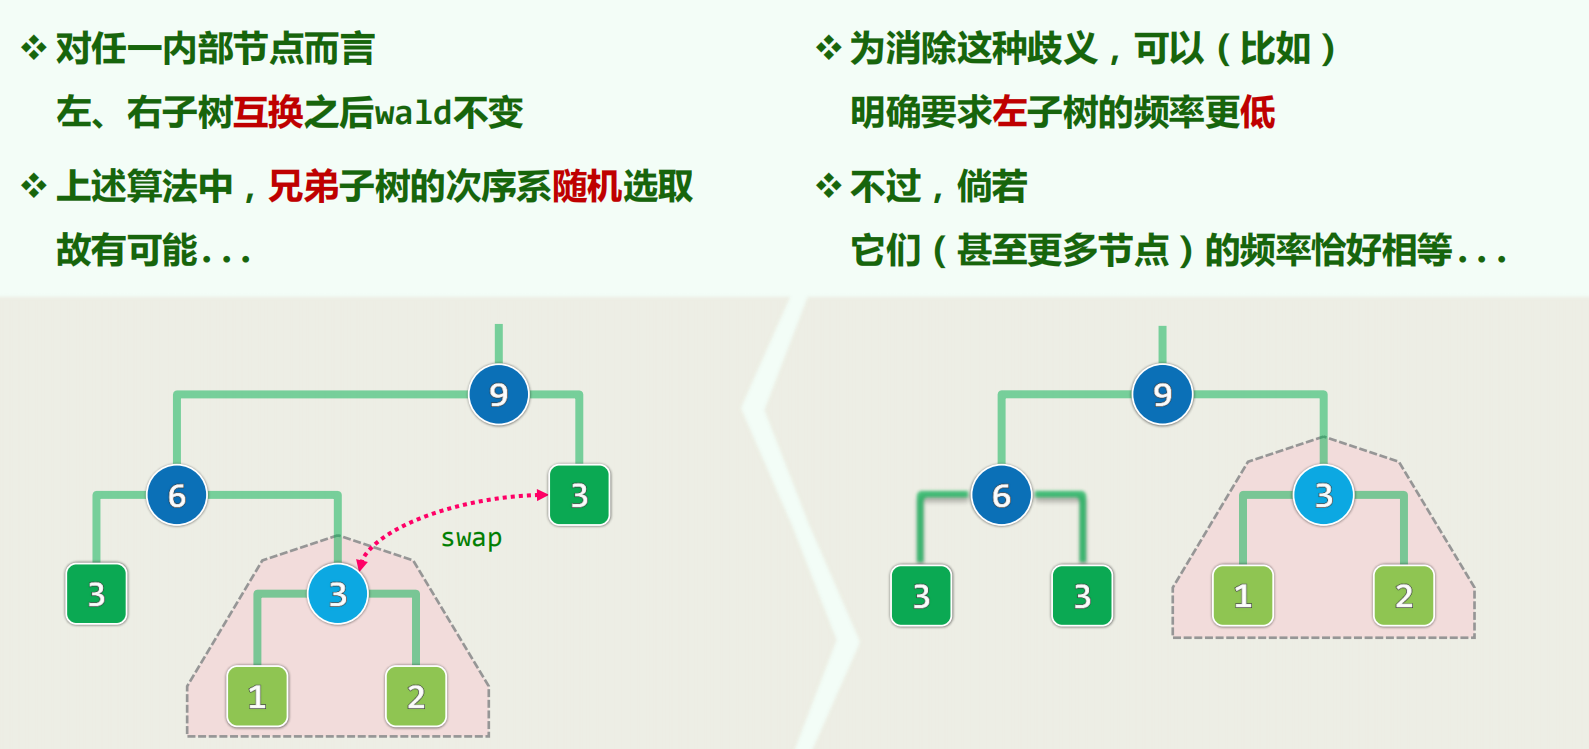 ❖ 对任一内部节点而言
左、右子树互换之后wald不变
❖ 上述算法中，兄弟子树的次序系随机选取
故有可能...
❖ 为消除这种歧义，可以（比如）
明确要求左子树的频率更低
❖ 不过，倘若
它们（甚至更多节点）的频率恰好相等...
9
6
3
swap
3
3
1
2
9
6
3
3
3
1
2